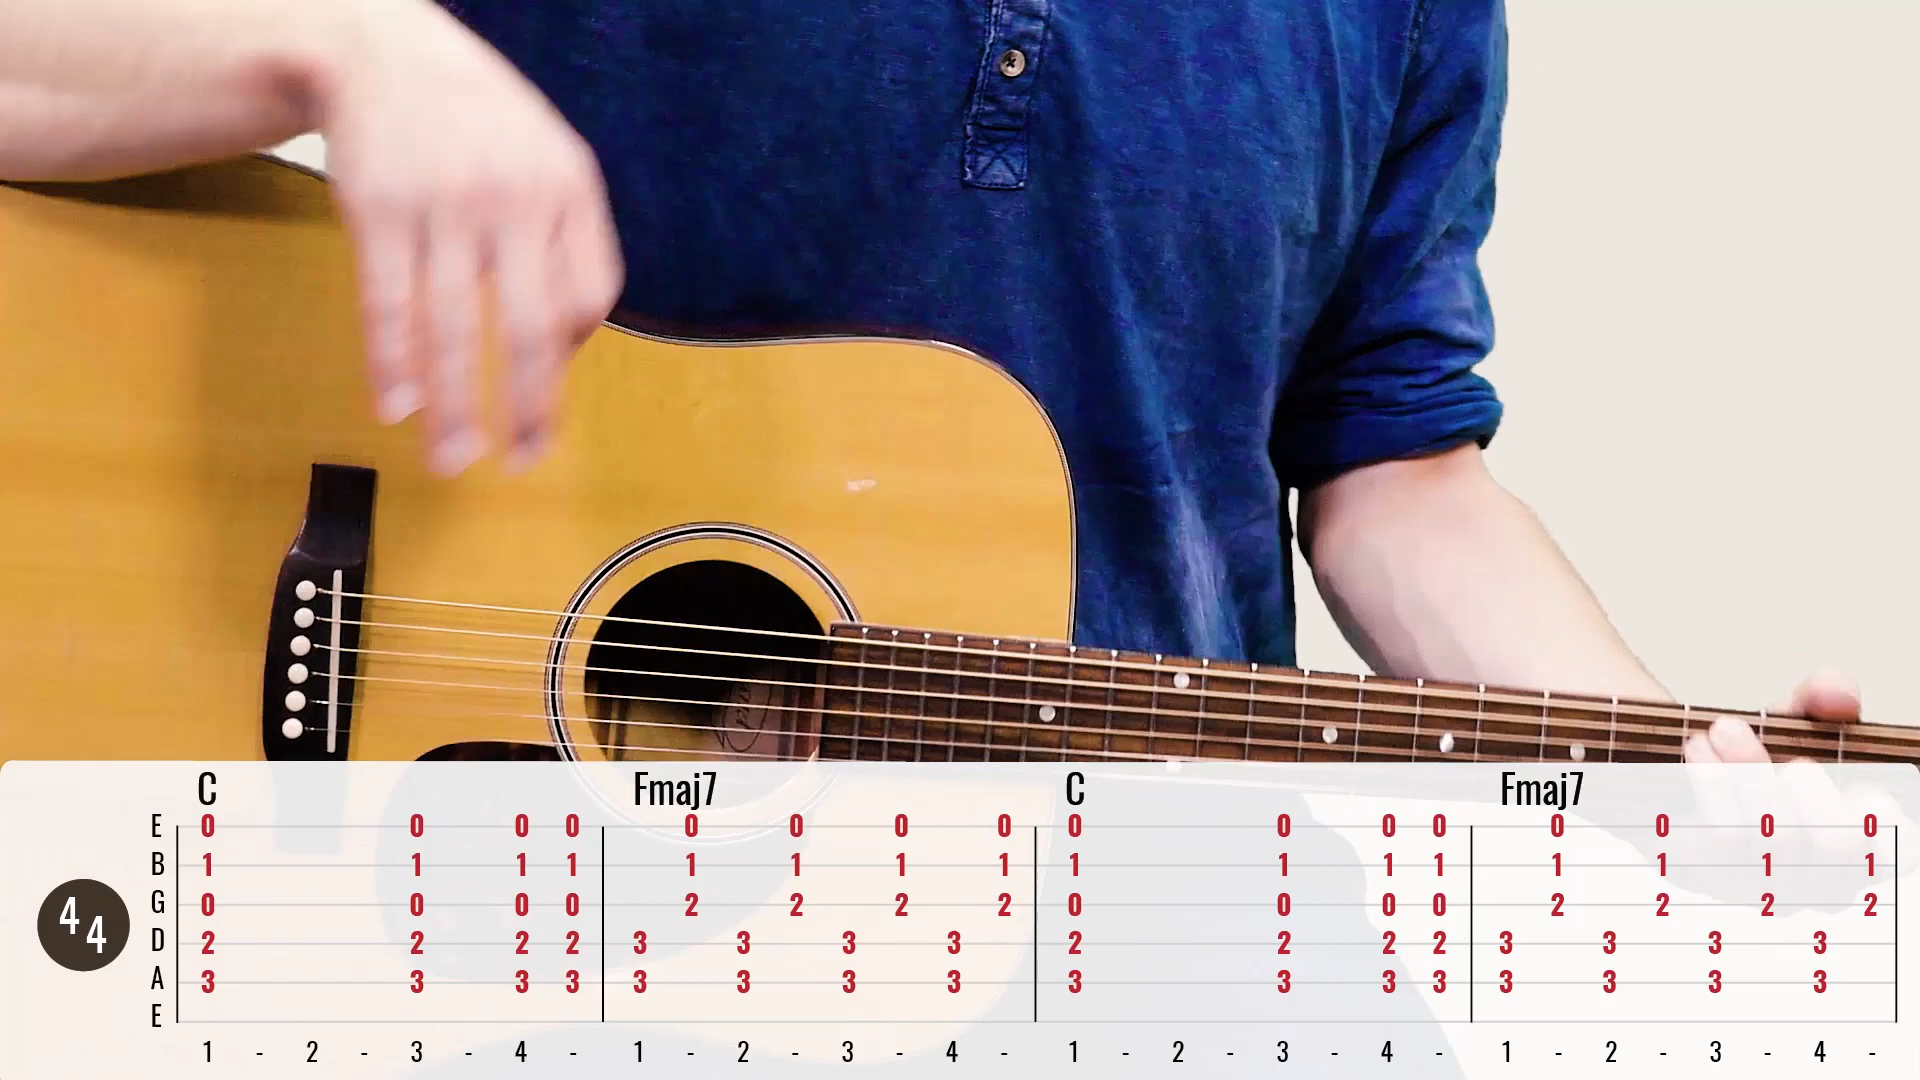 C Fmaj7 C Fmaj7
E 0 0 0 0 0 0 0 0 0 0 0 0 0 0 0 0
B 1 1 1 1 1 1 1 1 1 1 1 1 1 1 1 1
G 0 0 0 0 2 2 2 2 0 0 0 0 2 2 2 2
D 2 2 2 2 3 3 3 3 2 2 2 2 3 3 3 3
A 3 3 3 3 3 3 3 3 3 3 3 3 3 3 3 3
E
4
4
1 - 2 - 3 - 4 - 1 - 2 - 3 - 4 - 1 - 2 - 3 - 4 - 1 - 2 - 3 - 4 -